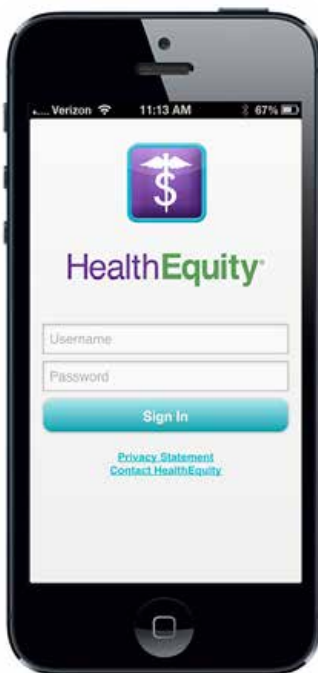 Verizon 11:13 AM 67%
HealthEquity®
Username
Password
Sign In
Privacy Statement
Contact HealthEquity